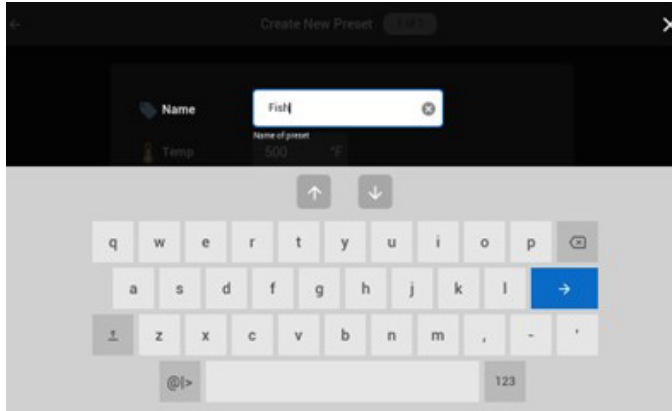 Create New Preset
Name
Fish
Name of preset
Temp
500 °F
q w e r t y u i o p
a s d f g h j k l
z x c v b n m , - '
@|>
123